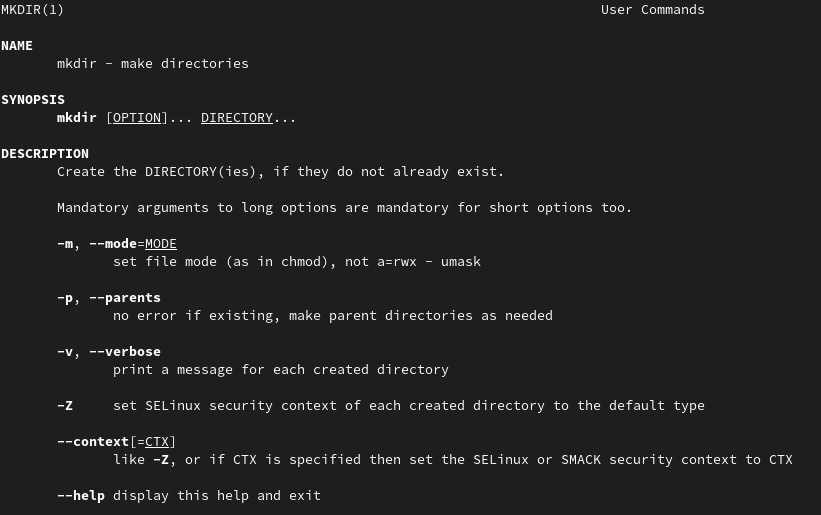 MKDIR(1) User Commands
NAME
mkdir - make directories
SYNOPSIS
mkdir [OPTION]... DIRECTORY...
DESCRIPTION
Create the DIRECTORY(ies), if they do not already exist.
Mandatory arguments to long options are mandatory for short options too.
-m, --mode=MODE
set file mode (as in chmod), not a=rwx - umask
-p, --parents
no error if existing, make parent directories as needed
-v, --verbose
print a message for each created directory
-Z set SELinux security context of each created directory to the default type
--context[=CTX]
like -Z, or if CTX is specified then set the SELinux or SMACK security context to CTX
--help display this help and exit